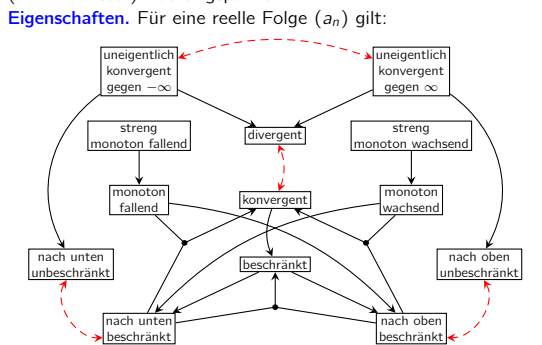 Eigenschaften. Für eine reelle Folge (aₙ) gilt:
uneigentlich
konvergent
gegen −∞
uneigentlich
konvergent
gegen ∞
divergent
streng
monoton fallend
streng
monoton wachsend
monoton
fallend
konvergent
monoton
wachsend
nach unten
unbeschränkt
beschränkt
nach oben
unbeschränkt
nach unten
beschränkt
nach oben
beschränkt